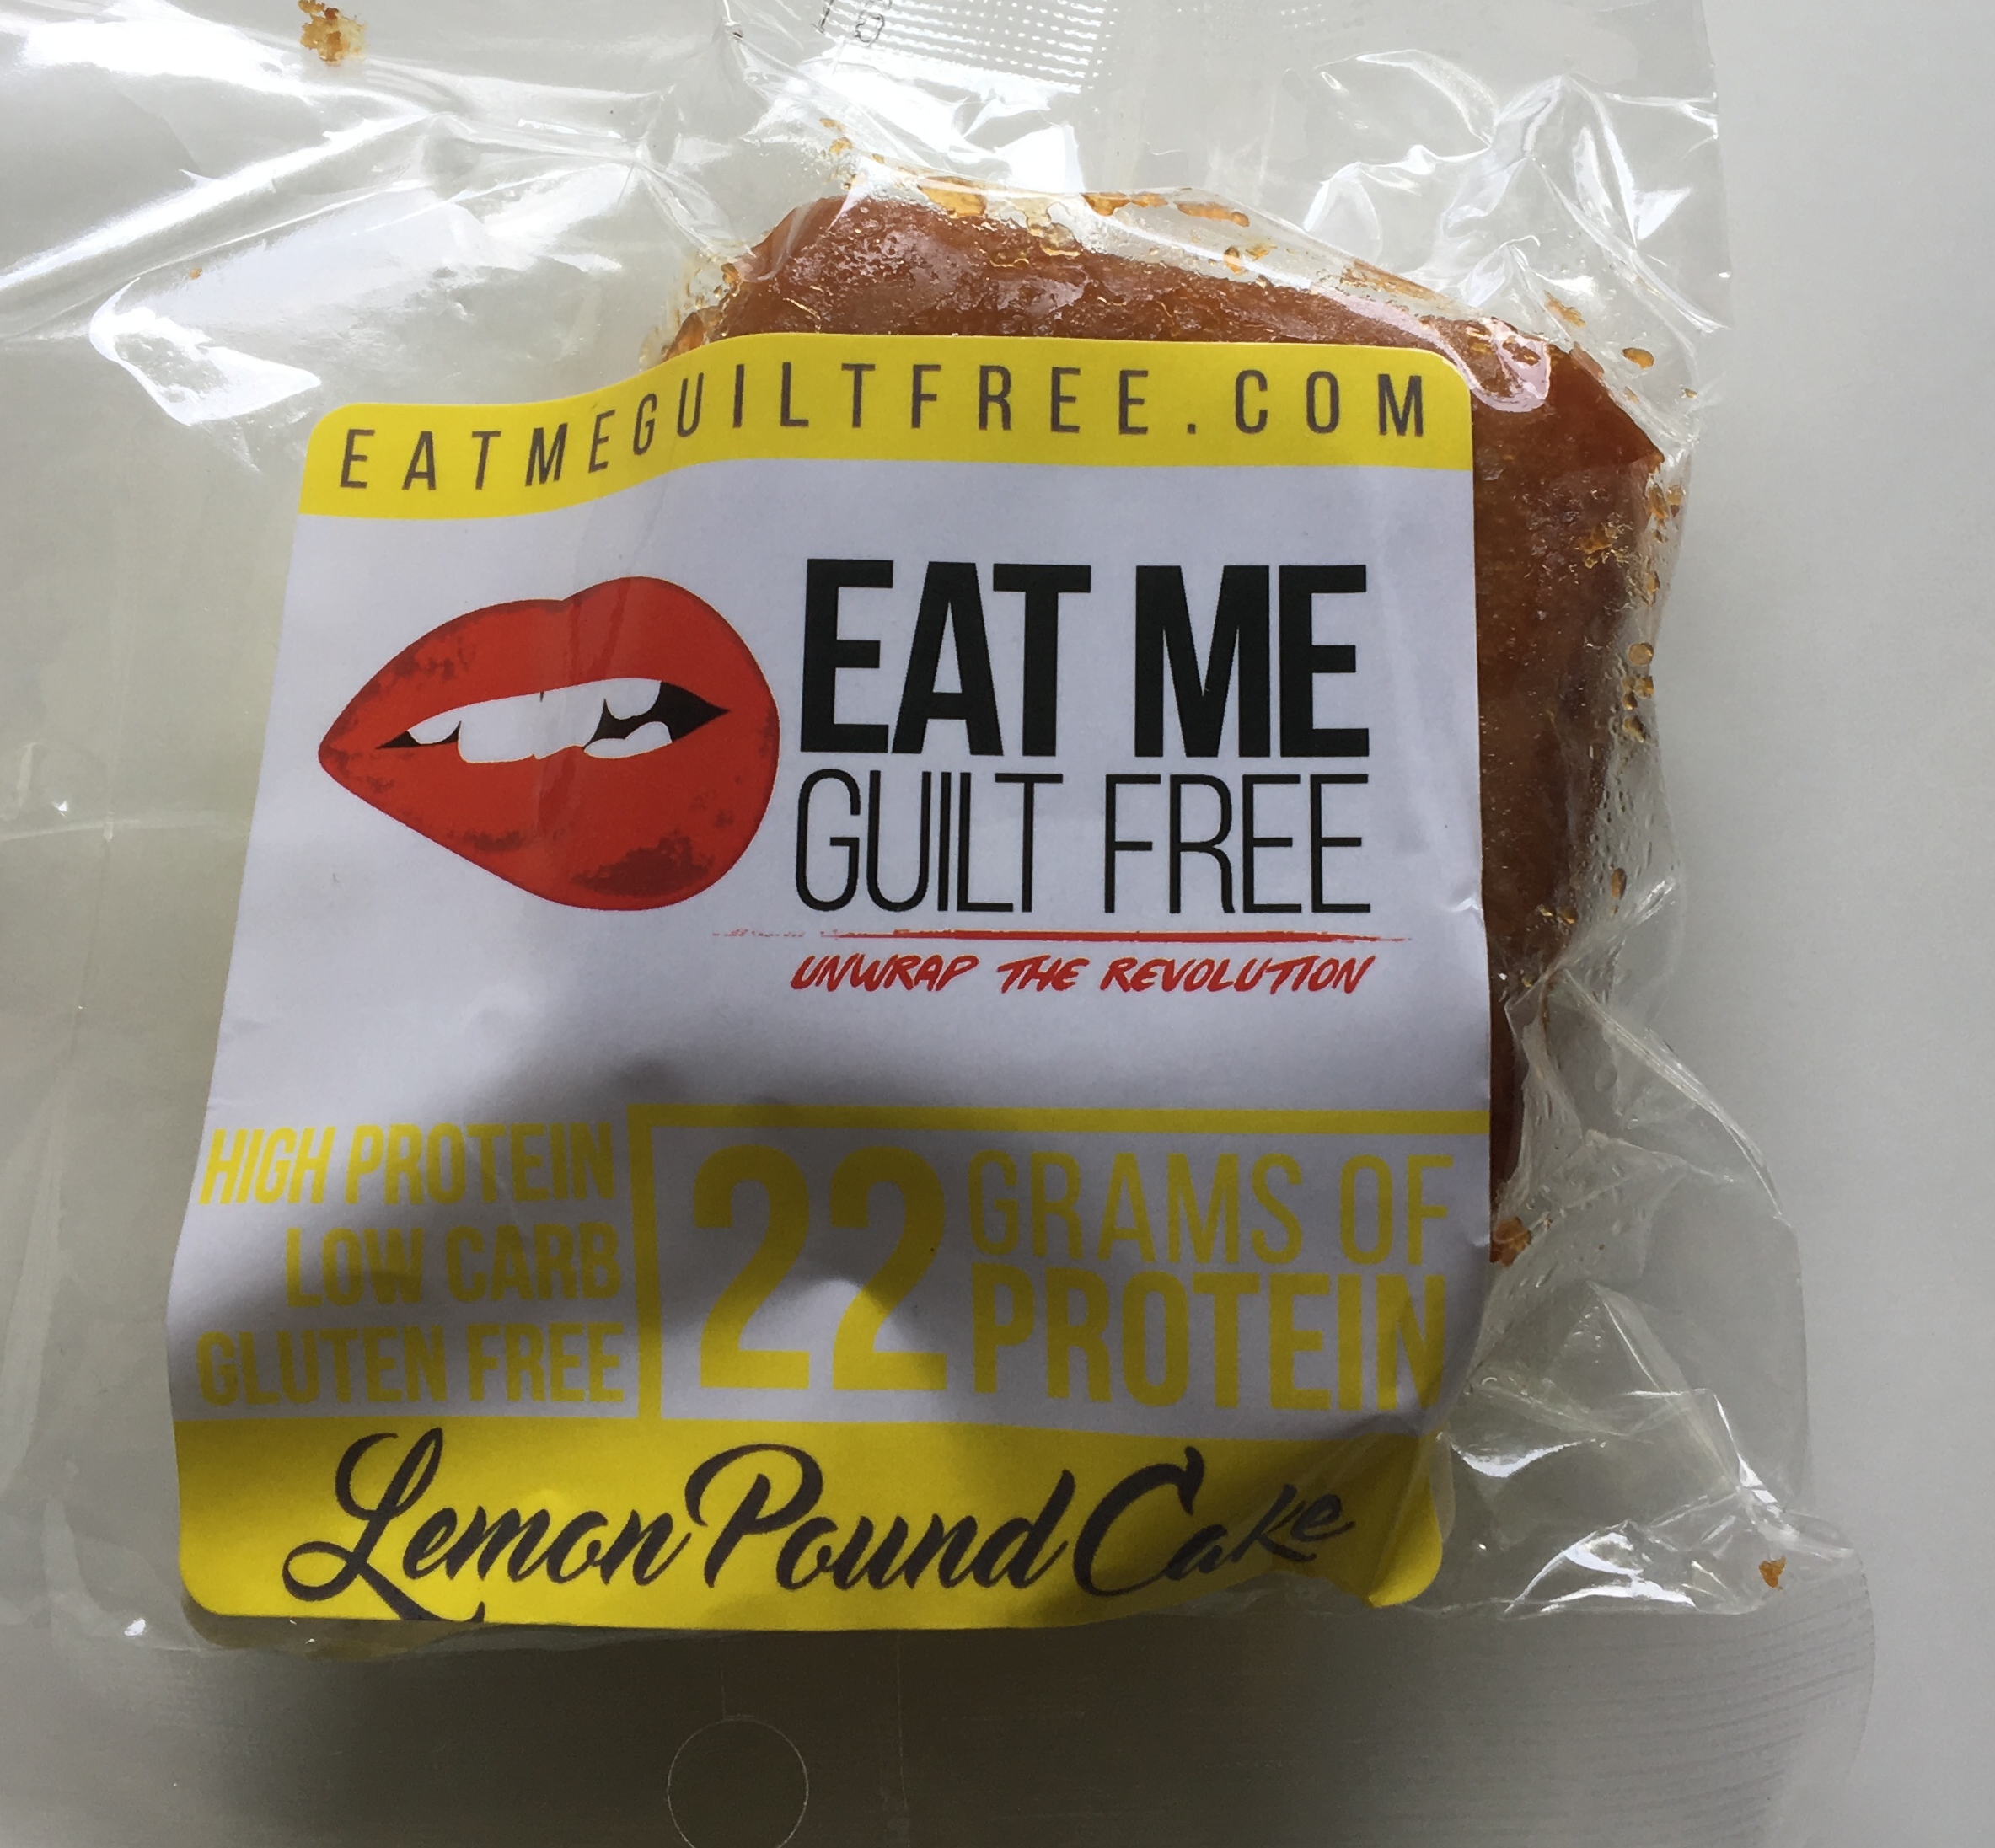 16
EATMEGUILTFREE.COM
EAT ME
GUILT FREE
UNWRAP THE REVOLUTION
HIGH PROTEIN
LOW CARB
GLUTEN FREE
22 GRAMS OF
PROTEIN
Lemon Pound Cake